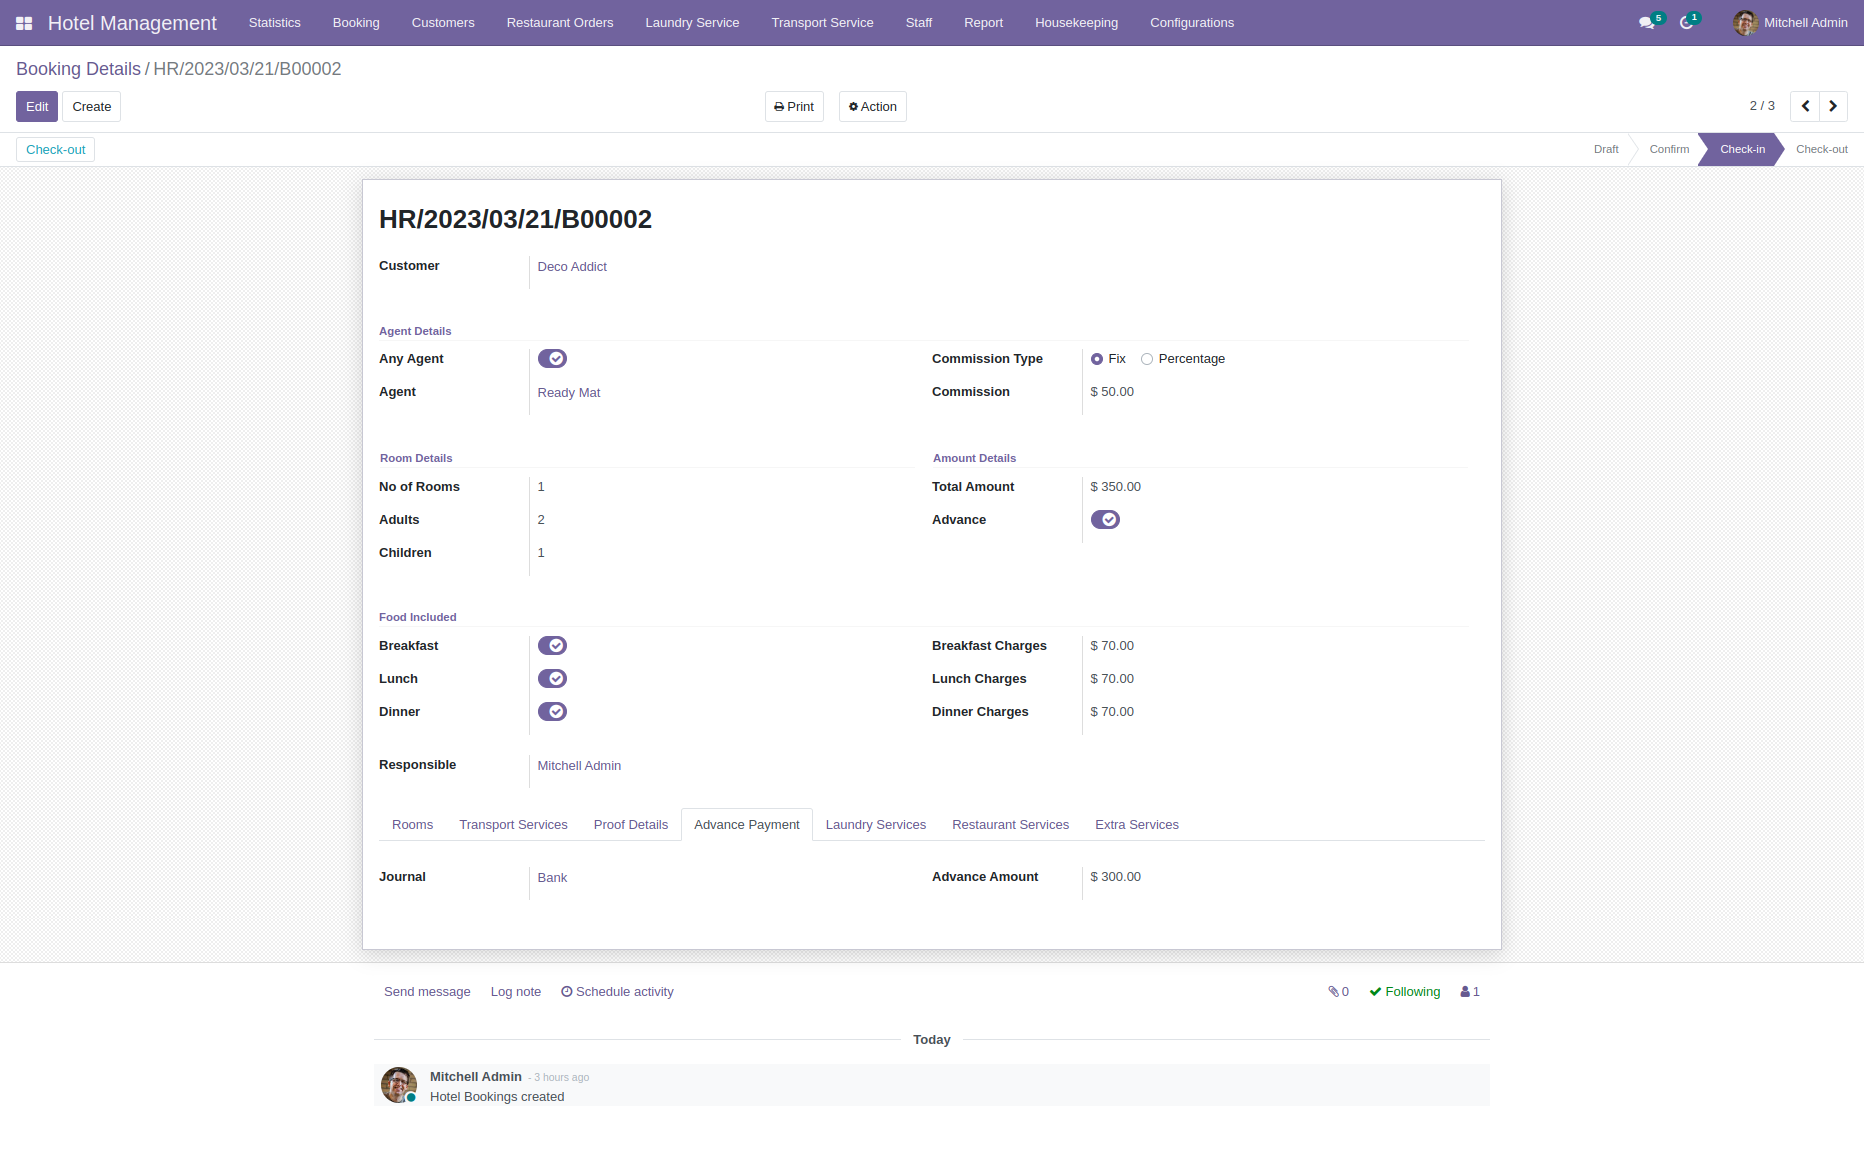 Hotel Management Statistics Booking Customers Restaurant Orders Laundry Service Transport Service Staff Report Housekeeping Configurations 5 1 Mitchell Admin
Booking Details / HR/2023/03/21/B00002
Edit Create Print Action 2 / 3
Check-out Draft Confirm Check-in Check-out
HR/2023/03/21/B00002
Customer Deco Addict
Agent Details
Any Agent Commission Type Fix Percentage
Agent Ready Mat Commission $ 50.00
Room Details Amount Details
No of Rooms 1 Total Amount $ 350.00
Adults 2 Advance
Children 1
Food Included
Breakfast Breakfast Charges $ 70.00
Lunch Lunch Charges $ 70.00
Dinner Dinner Charges $ 70.00
Responsible Mitchell Admin
Rooms Transport Services Proof Details Advance Payment Laundry Services Restaurant Services Extra Services
Journal Bank Advance Amount $ 300.00
Send message Log note Schedule activity 0 Following 1
Today
Mitchell Admin - 3 hours ago
Hotel Bookings created